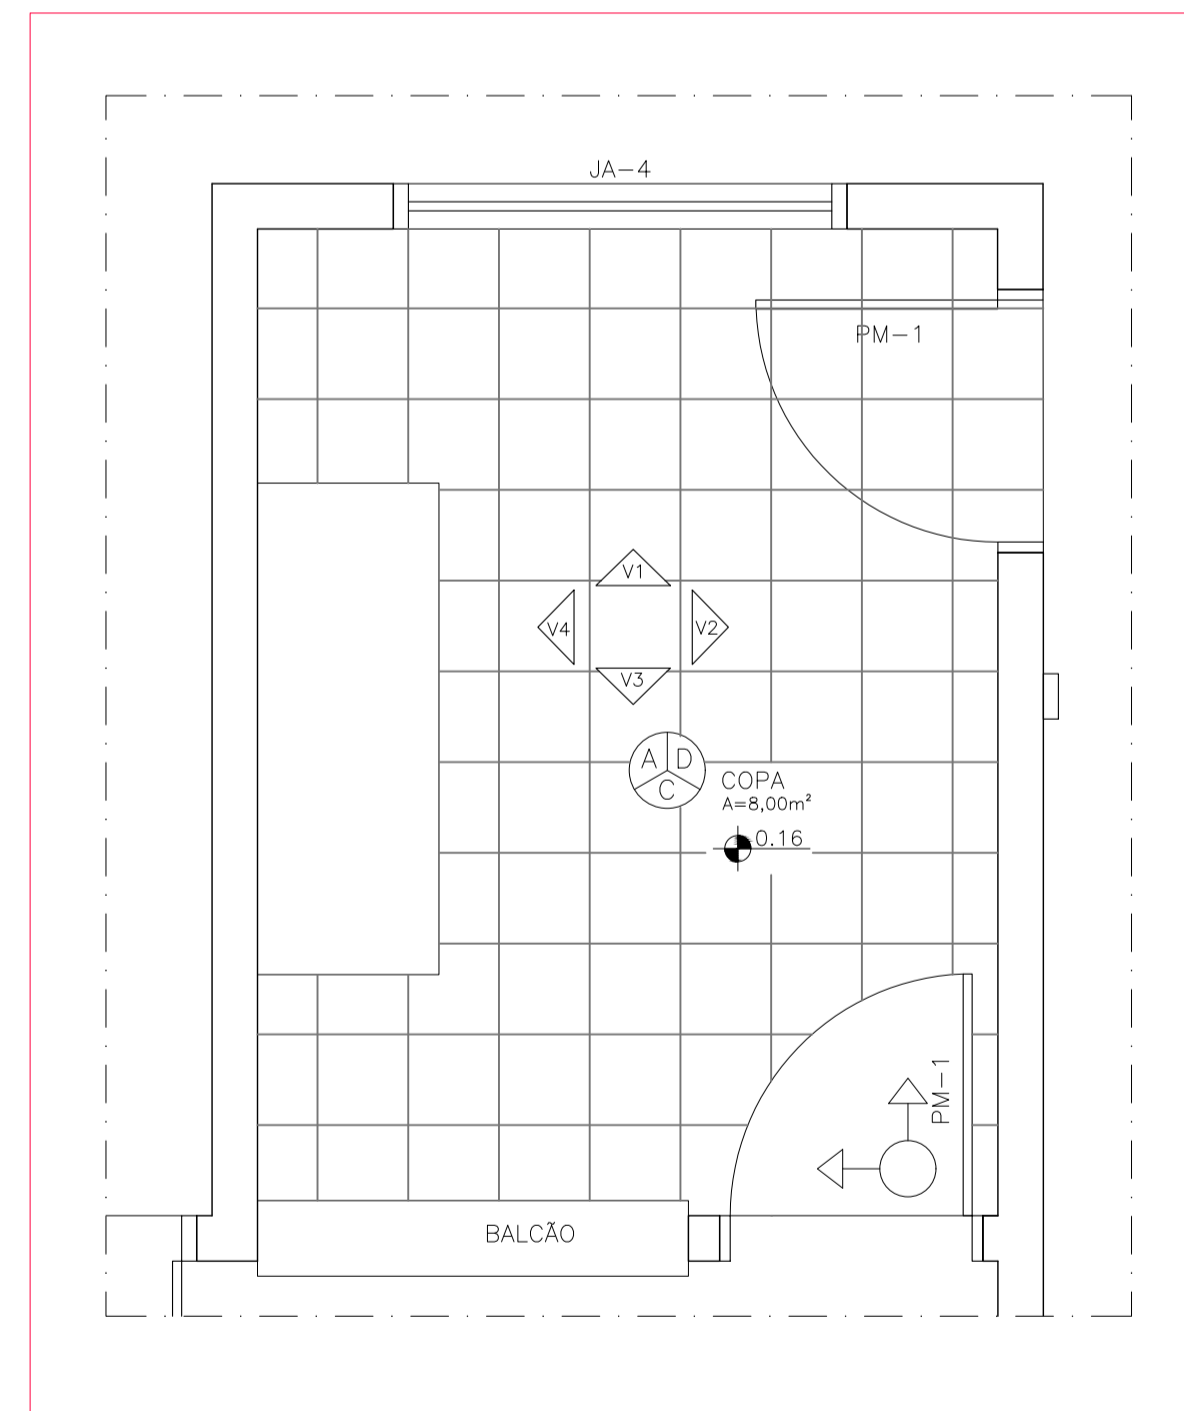 JA-4
PM-1
V1
V4
V2
V3
A D
C
COPA
A=8,00m²
0.16
PM-1
BALCÃO